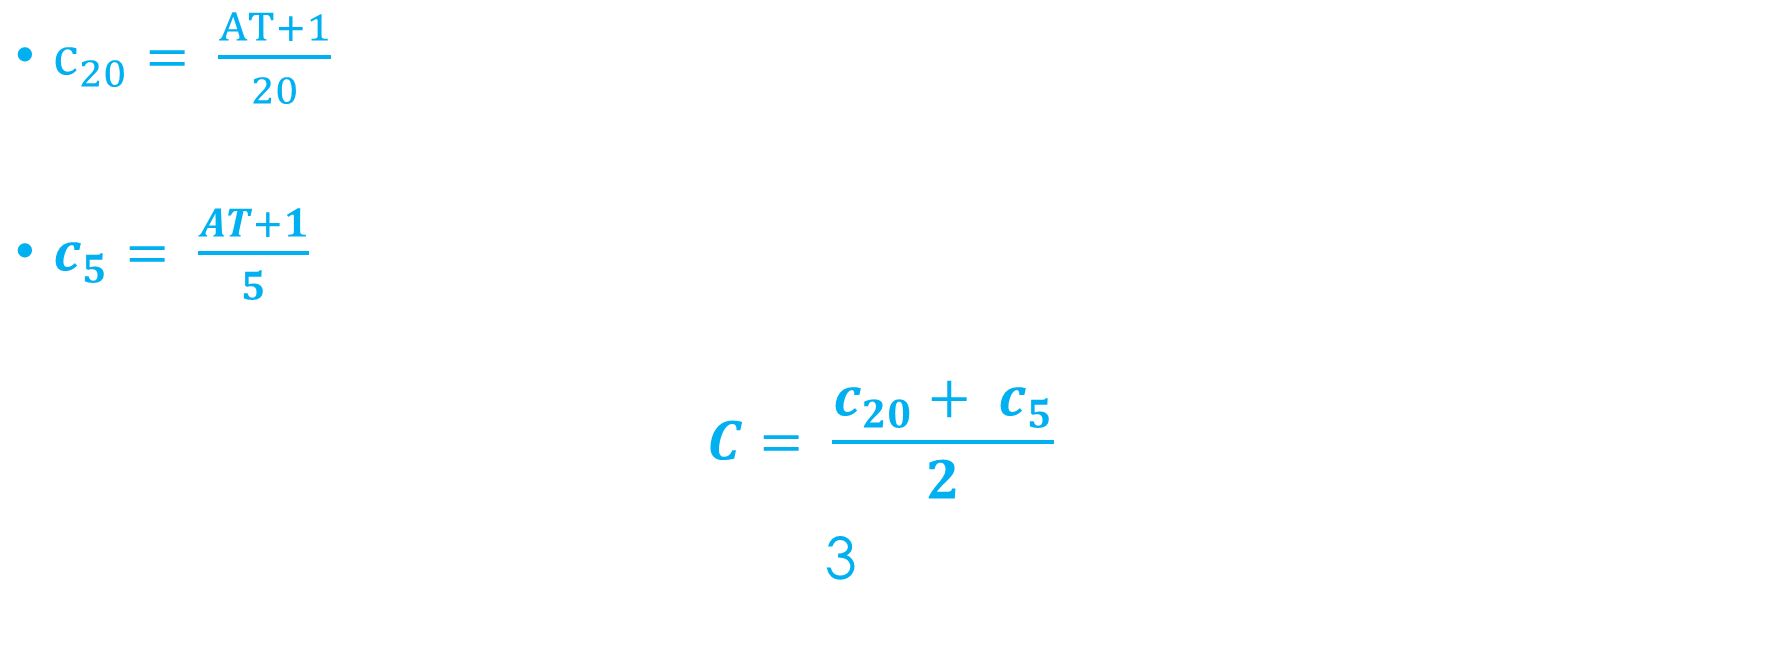 • c₂₀ = (AT+1)/20
• c₅ = (AT+1)/5
C = (c₂₀ + c₅)/2
3